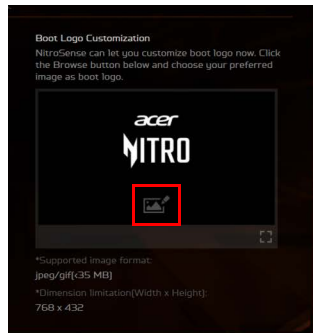 Boot Logo Customization
NitroSense can let you customize boot logo now. Click
the Browse button below and choose your preferred
image as boot logo.
acer
NITRO
*Supported image format:
jpeg/gif[<35 MB]
*Dimension limitation(Width x Height):
768 x 432